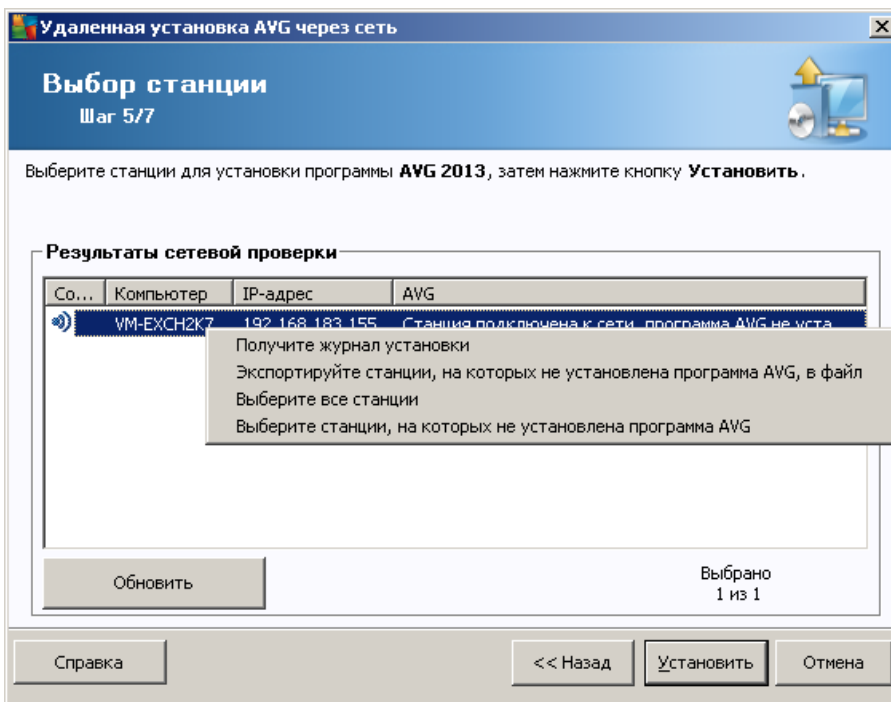 Удаленная установка AVG через сеть
Выбор станции
Шаг 5/7
Выберите станции для установки программы AVG 2013, затем нажмите кнопку Установить.
Результаты сетевой проверки
Со... Компьютер IP-адрес AVG
VM-EXCH2K7 192.168.183.155 Станция подключена к сети, программа AVG не уста...
Получите журнал установки
Экспортируйте станции, на которых не установлена программа AVG, в файл
Выберите все станции
Выберите станции, на которых не установлена программа AVG
Обновить
Выбрано
1 из 1
Справка << Назад Установить Отмена